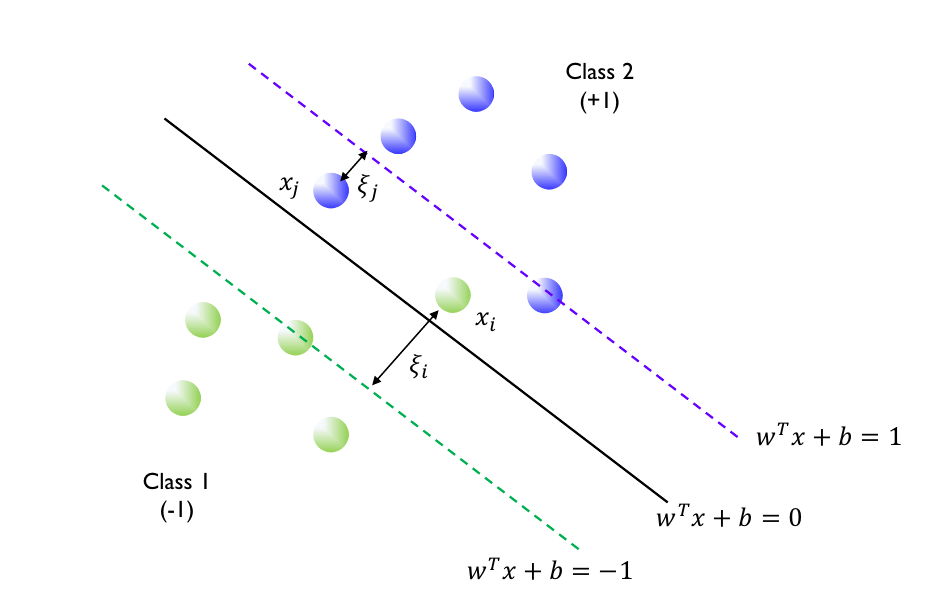 Class 2
(+1)
x_j
ξ_j
x_i
ξ_i
w^T x + b = 1
Class 1
(-1)
w^T x + b = 0
w^T x + b = −1